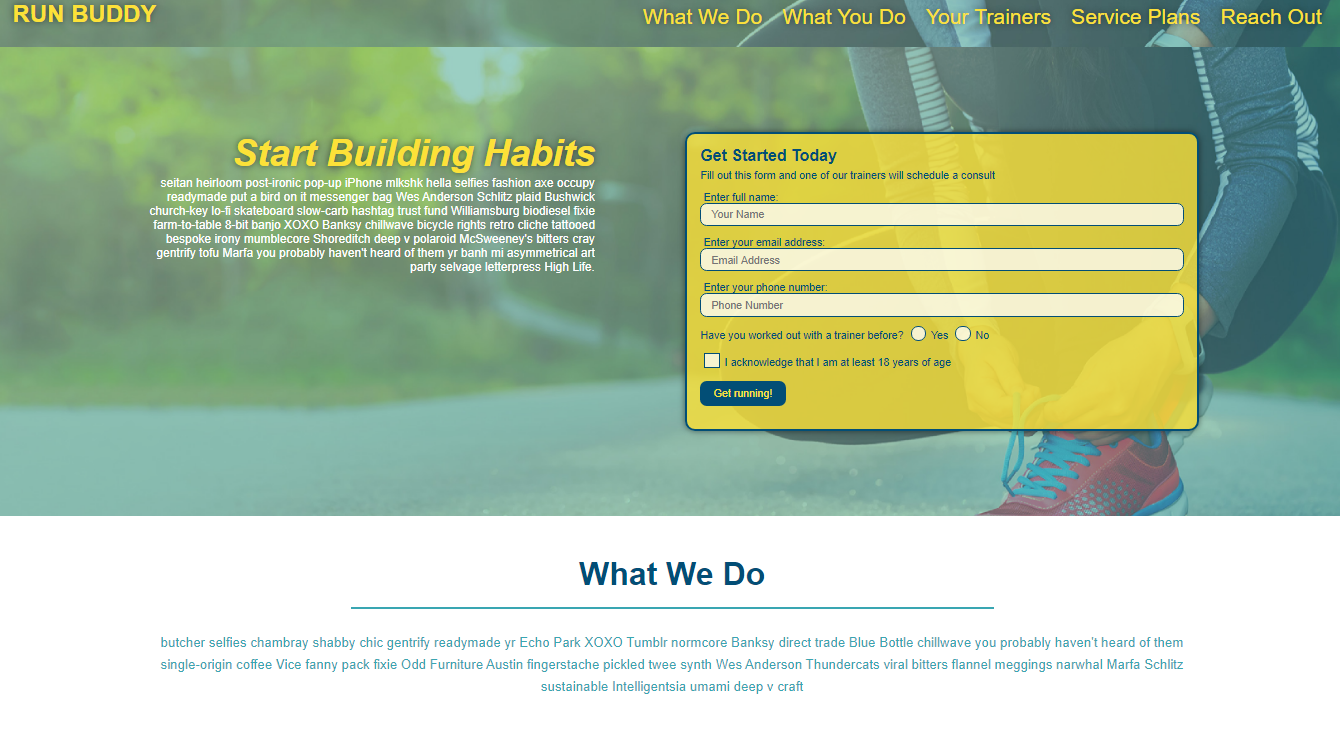 RUN BUDDY
What We Do What You Do Your Trainers Service Plans Reach Out
Start Building Habits
seitan heirloom post-ironic pop-up iPhone mlkshk hella selfies fashion axe occupy
readymade put a bird on it messenger bag Wes Anderson Schlitz plaid Bushwick
church-key lo-fi skateboard slow-carb hashtag trust fund Williamsburg biodiesel fixie
farm-to-table 8-bit banjo XOXO Banksy chillwave bicycle rights retro cliche tattooed
bespoke irony mumblecore Shoreditch deep v polaroid McSweeney's bitters cray
gentrify tofu Marfa you probably haven't heard of them yr banh mi asymmetrical art
party selvage letterpress High Life.
Get Started Today
Fill out this form and one of our trainers will schedule a consult
Enter full name:
Your Name
Enter your email address:
Email Address
Enter your phone number:
Phone Number
Have you worked out with a trainer before? Yes No
I acknowledge that I am at least 18 years of age
Get running!
What We Do
butcher selfies chambray shabby chic gentrify readymade yr Echo Park XOXO Tumblr normcore Banksy direct trade Blue Bottle chillwave you probably haven't heard of them
single-origin coffee Vice fanny pack fixie Odd Furniture Austin fingerstache pickled twee synth Wes Anderson Thundercats viral bitters flannel meggings narwhal Marfa Schlitz
sustainable Intelligentsia umami deep v craft